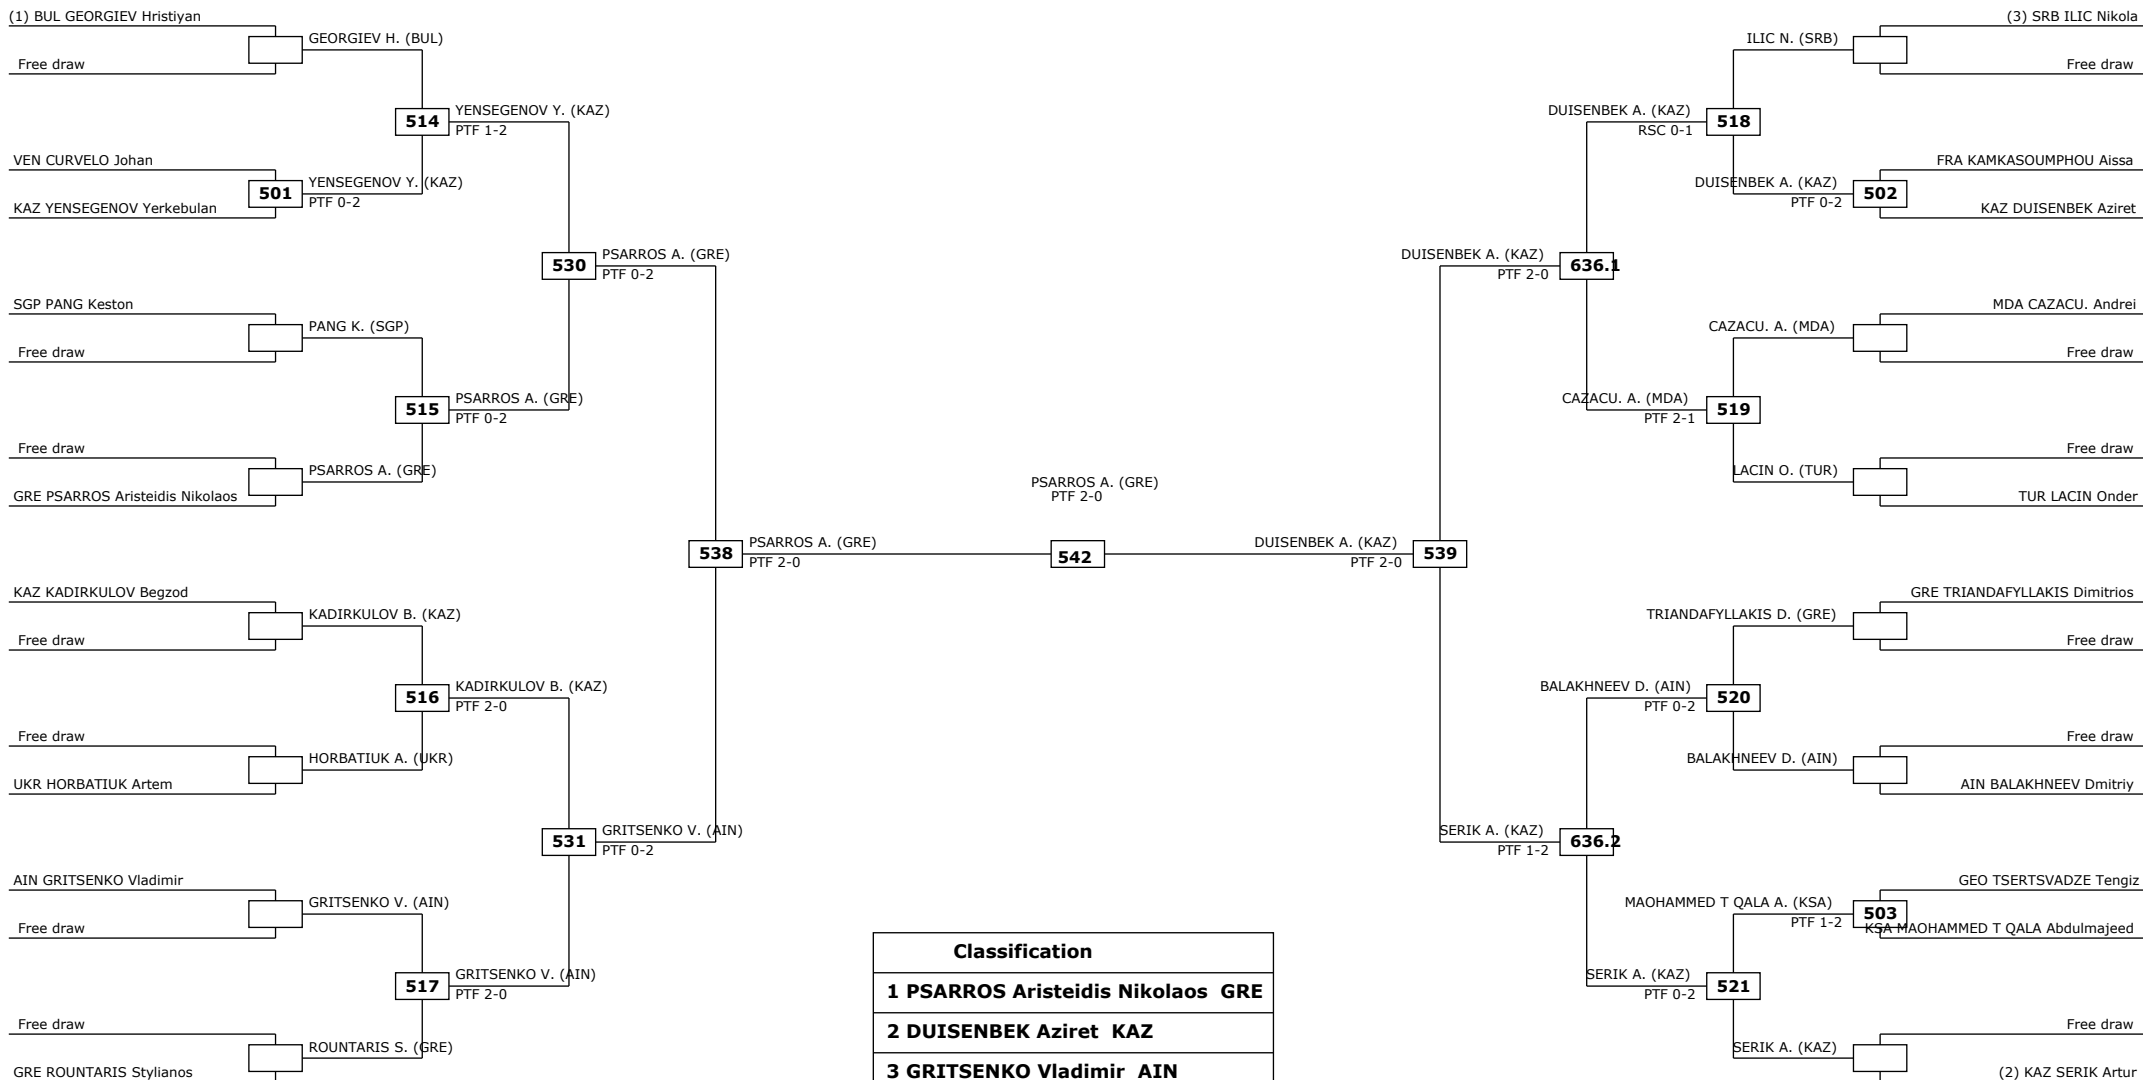 (1) BUL GEORGIEV Hristiyan
GEORGIEV H. (BUL)
Free draw
514
YENSEGENOV Y. (KAZ)
PTF 1-2
VEN CURVELO Johan
501
YENSEGENOV Y. (KAZ)
PTF 0-2
KAZ YENSEGENOV Yerkebulan
530
PSARROS A. (GRE)
PTF 0-2
SGP PANG Keston
PANG K. (SGP)
Free draw
515
PSARROS A. (GRE)
PTF 0-2
Free draw
PSARROS A. (GRE)
GRE PSARROS Aristeidis Nikolaos
538
PSARROS A. (GRE)
PTF 2-0
KAZ KADIRKULOV Begzod
KADIRKULOV B. (KAZ)
Free draw
516
KADIRKULOV B. (KAZ)
PTF 2-0
Free draw
HORBATIUK A. (UKR)
UKR HORBATIUK Artem
531
GRITSENKO V. (AIN)
PTF 0-2
AIN GRITSENKO Vladimir
GRITSENKO V. (AIN)
Free draw
517
GRITSENKO V. (AIN)
PTF 2-0
Free draw
ROUNTARIS S. (GRE)
GRE ROUNTARIS Stylianos
PSARROS A. (GRE)
PTF 2-0
542
(3) SRB ILIC Nikola
ILIC N. (SRB)
Free draw
DUISENBEK A. (KAZ)
RSC 0-1
518
FRA KAMKASOUMPHOU Aissa
DUISENBEK A. (KAZ)
PTF 0-2
502
KAZ DUISENBEK Aziret
DUISENBEK A. (KAZ)
PTF 2-0
636.1
MDA CAZACU. Andrei
CAZACU. A. (MDA)
Free draw
CAZACU. A. (MDA)
PTF 2-1
519
Free draw
LACIN O. (TUR)
TUR LACIN Onder
DUISENBEK A. (KAZ)
PTF 2-0
539
GRE TRIANDAFYLLAKIS Dimitrios
TRIANDAFYLLAKIS D. (GRE)
Free draw
BALAKHNEEV D. (AIN)
PTF 0-2
520
Free draw
BALAKHNEEV D. (AIN)
AIN BALAKHNEEV Dmitriy
SERIK A. (KAZ)
PTF 1-2
636.2
GEO TSERTSVADZE Tengiz
MAOHAMMED T QALA A. (KSA)
PTF 1-2
503
KSA MAOHAMMED T QALA Abdulmajeed
SERIK A. (KAZ)
PTF 0-2
521
Free draw
SERIK A. (KAZ)
(2) KAZ SERIK Artur
Classification
1 PSARROS Aristeidis Nikolaos GRE
2 DUISENBEK Aziret KAZ
3 GRITSENKO Vladimir AIN